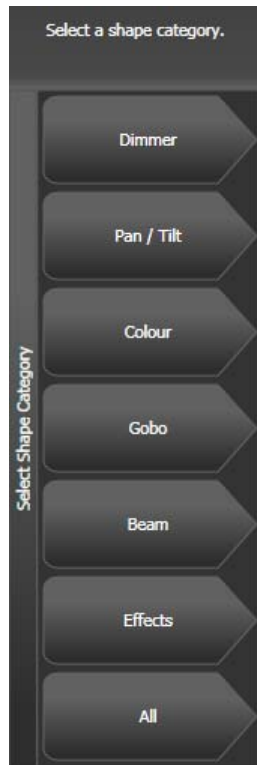 Select a shape category.
Select Shape Category
Dimmer
Pan / Tilt
Colour
Gobo
Beam
Effects
All